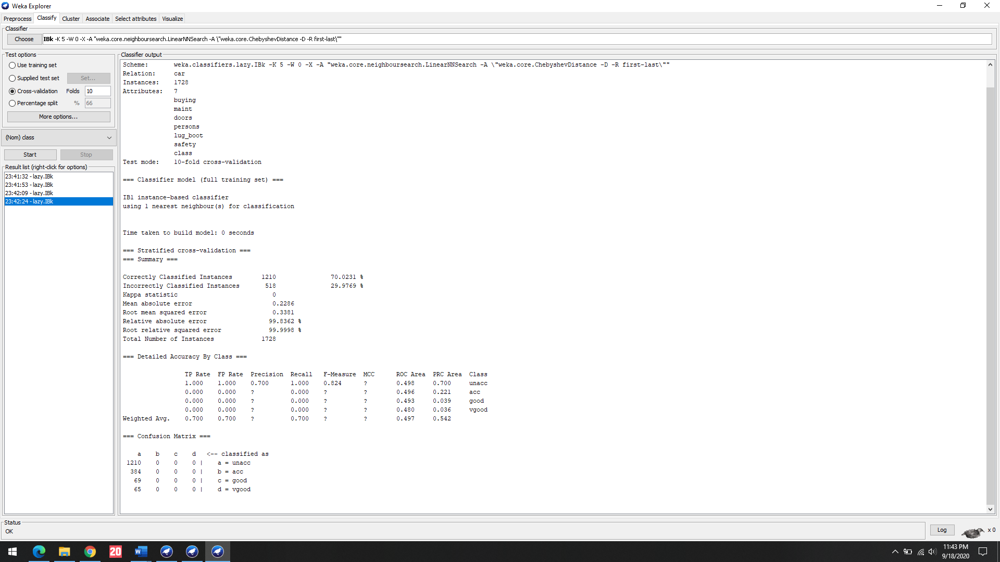 Weka Explorer
Preprocess Classify Cluster Associate Select attributes Visualize
Classifier
Choose IBk -K 5 -W 0 -X -A "weka.core.neighboursearch.LinearNNSearch -A \"weka.core.ChebyshevDistance -D -R first-last\""
Test options
Use training set
Supplied test set Set...
Cross-validation Folds 10
Percentage split % 66
More options...
(Nom) class
Start Stop
Result list (right-click for options)
23:41:32 - lazy.IBk
23:41:53 - lazy.IBk
23:42:09 - lazy.IBk
23:42:24 - lazy.IBk
Classifier output
Scheme: weka.classifiers.lazy.IBk -K 5 -W 0 -X -A "weka.core.neighboursearch.LinearNNSearch -A \"weka.core.ChebyshevDistance -D -R first-last\""
Relation: car
Instances: 1728
Attributes: 7
buying
maint
doors
persons
lug_boot
safety
class
Test mode: 10-fold cross-validation
=== Classifier model (full training set) ===
IB1 instance-based classifier
using 1 nearest neighbour(s) for classification
Time taken to build model: 0 seconds
=== Stratified cross-validation ===
=== Summary ===
Correctly Classified Instances 1210 70.0231 %
Incorrectly Classified Instances 518 29.9769 %
Kappa statistic 0
Mean absolute error 0.2286
Root mean squared error 0.3381
Relative absolute error 99.8362 %
Root relative squared error 99.9998 %
Total Number of Instances 1728
=== Detailed Accuracy By Class ===
TP Rate FP Rate Precision Recall F-Measure MCC ROC Area PRC Area Class
1.000 1.000 0.700 1.000 0.824 ? 0.498 0.700 unacc
0.000 0.000 ? 0.000 ? ? 0.496 0.221 acc
0.000 0.000 ? 0.000 ? ? 0.493 0.039 good
0.000 0.000 ? 0.000 ? ? 0.480 0.036 vgood
Weighted Avg. 0.700 0.700 ? 0.700 ? ? 0.497 0.542
=== Confusion Matrix ===
a b c d <-- classified as
1210 0 0 0 | a = unacc
384 0 0 0 | b = acc
69 0 0 0 | c = good
65 0 0 0 | d = vgood
Status
OK
Log
x 0
20
W
11:43 PM
9/18/2020